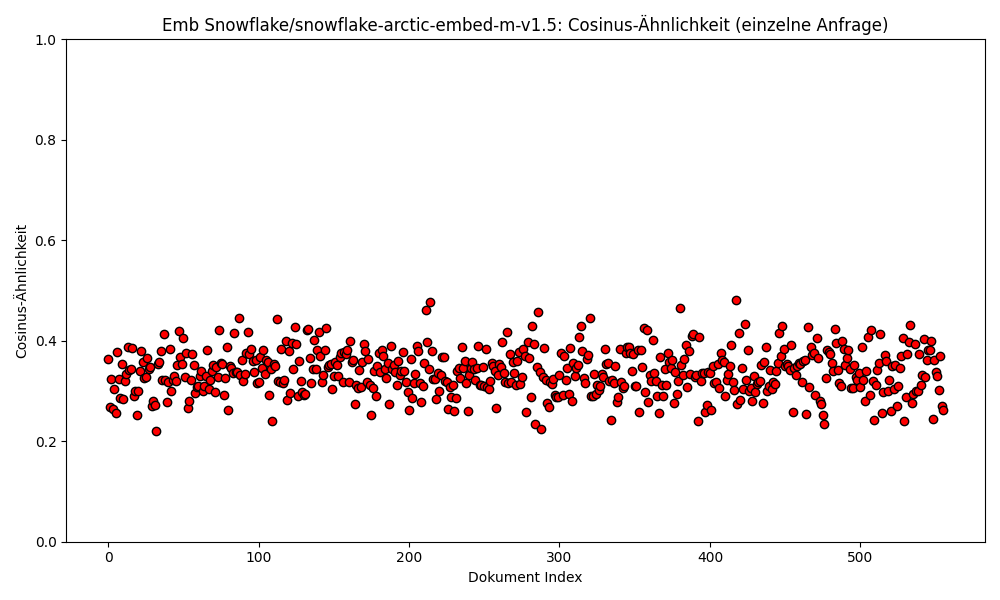 Emb Snowflake/snowflake-arctic-embed-m-v1.5: Cosinus-Ähnlichkeit (einzelne Anfrage)
1.0
0.8
0.6
0.4
0.2
0.0
Cosinus-Ähnlichkeit
0 100 200 300 400 500
Dokument Index